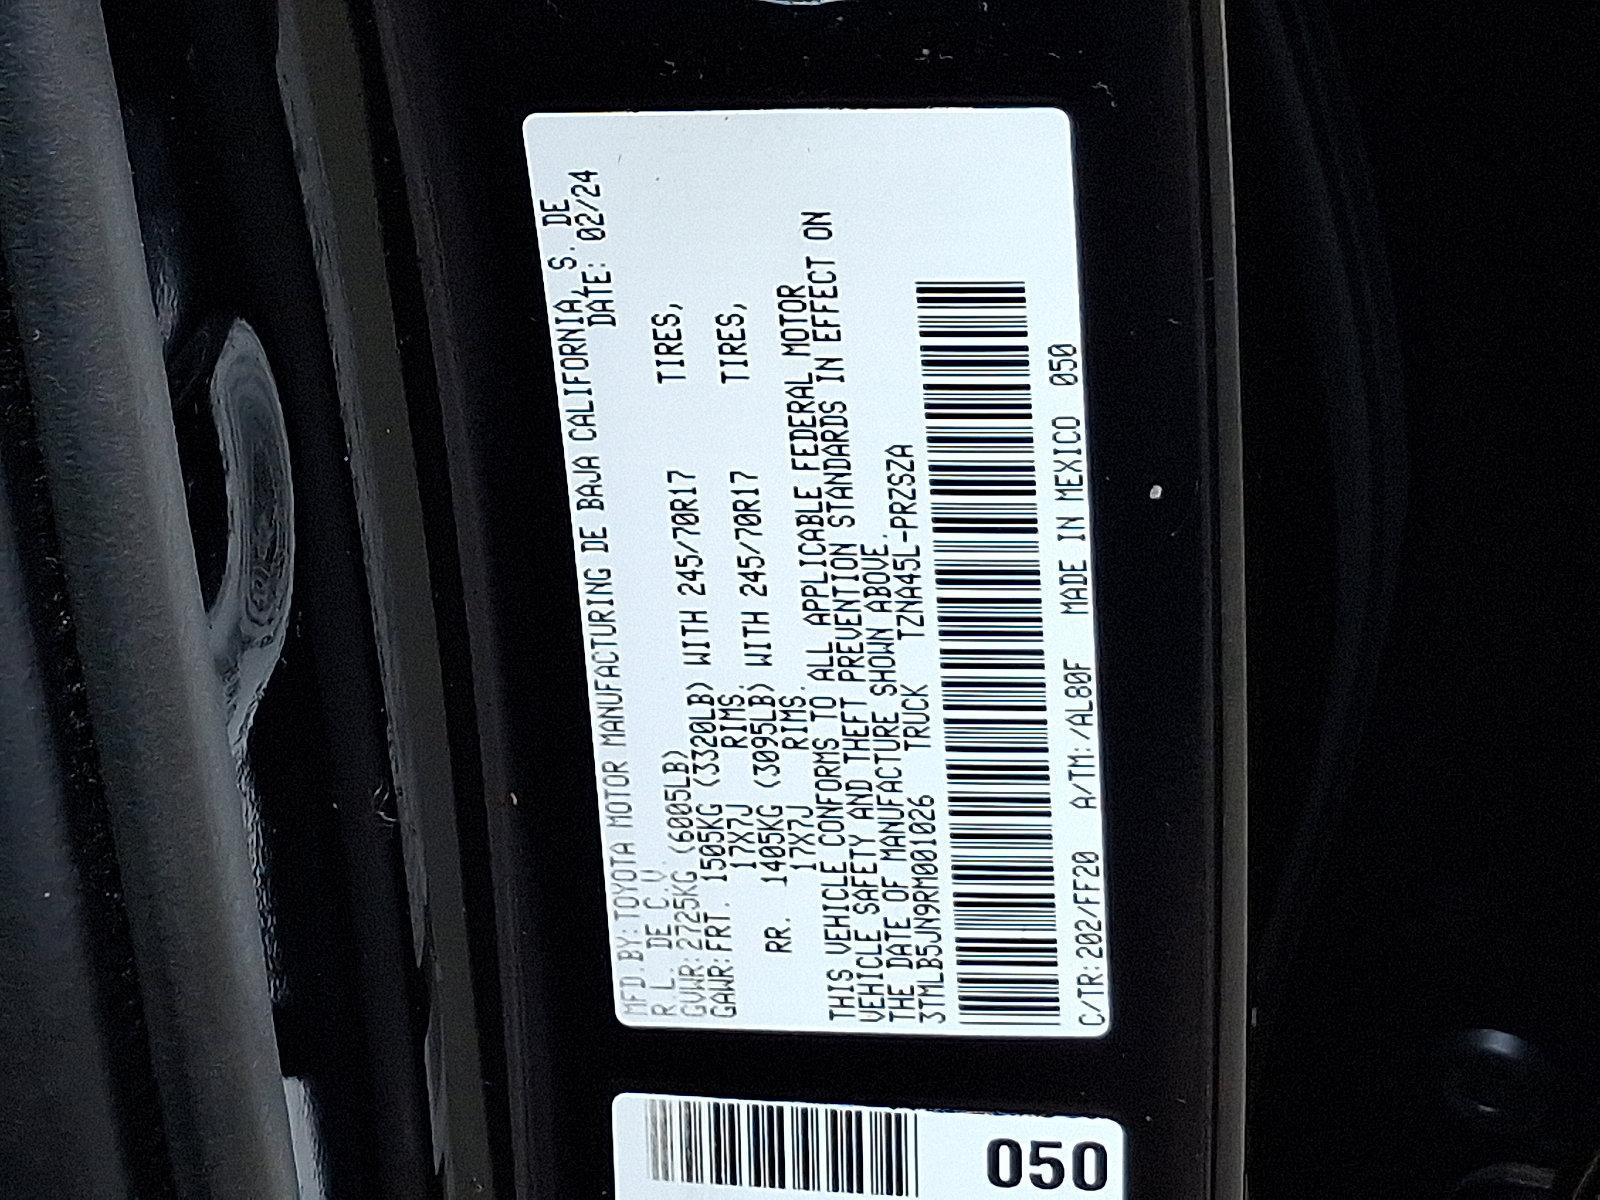 MFD.BY:TOYOTA MOTOR MANUFACTURING DE BAJA CALIFORNIA, S. DE
R.L. DE C.V. DATE: 02/24
GVWR:2725KG (6005LB)
GAWR:FRT. 1505KG (3320LB) WITH 245/70R17 TIRES,
17X7J RIMS.
RR. 1405KG (3095LB) WITH 245/70R17 TIRES,
17X7J RIMS.
THIS VEHICLE CONFORMS TO ALL APPLICABLE FEDERAL MOTOR
VEHICLE SAFETY AND THEFT PREVENTION STANDARDS IN EFFECT ON
THE DATE OF MANUFACTURE SHOWN ABOVE.
3TMLB5JN9RM001026 TRUCK TZNA45L-PRZSZA
C/TR:202/FF20 A/TM:/AL80F MADE IN MEXICO 050
050